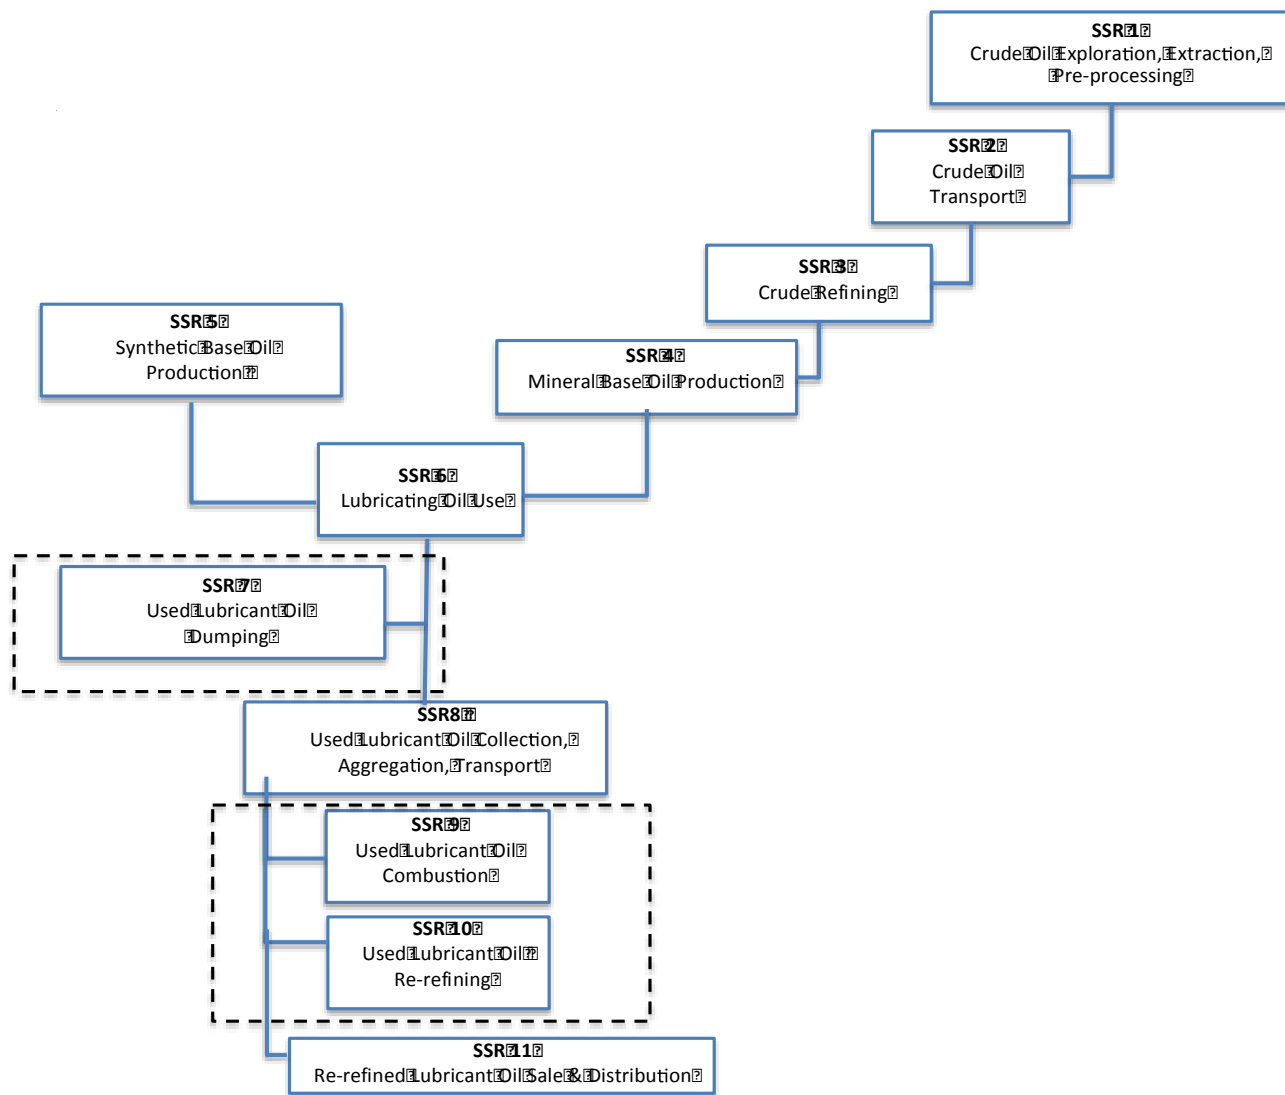 SSR 1
Crude Oil Exploration, Extraction,
Pre-processing
SSR 2
Crude Oil
Transport
SSR 3
Crude Refining
SSR 5
Synthetic Base Oil
Production
SSR 4
Mineral Base Oil Production
SSR 6
Lubricating Oil Use
SSR 7
Used Lubricant Oil
Dumping
SSR8
Used Lubricant Oil Collection,
Aggregation, Transport
SSR 9
Used Lubricant Oil
Combustion
SSR 10
Used Lubricant Oil
Re-refining
SSR 11
Re-refined Lubricant Oil Sale & Distribution